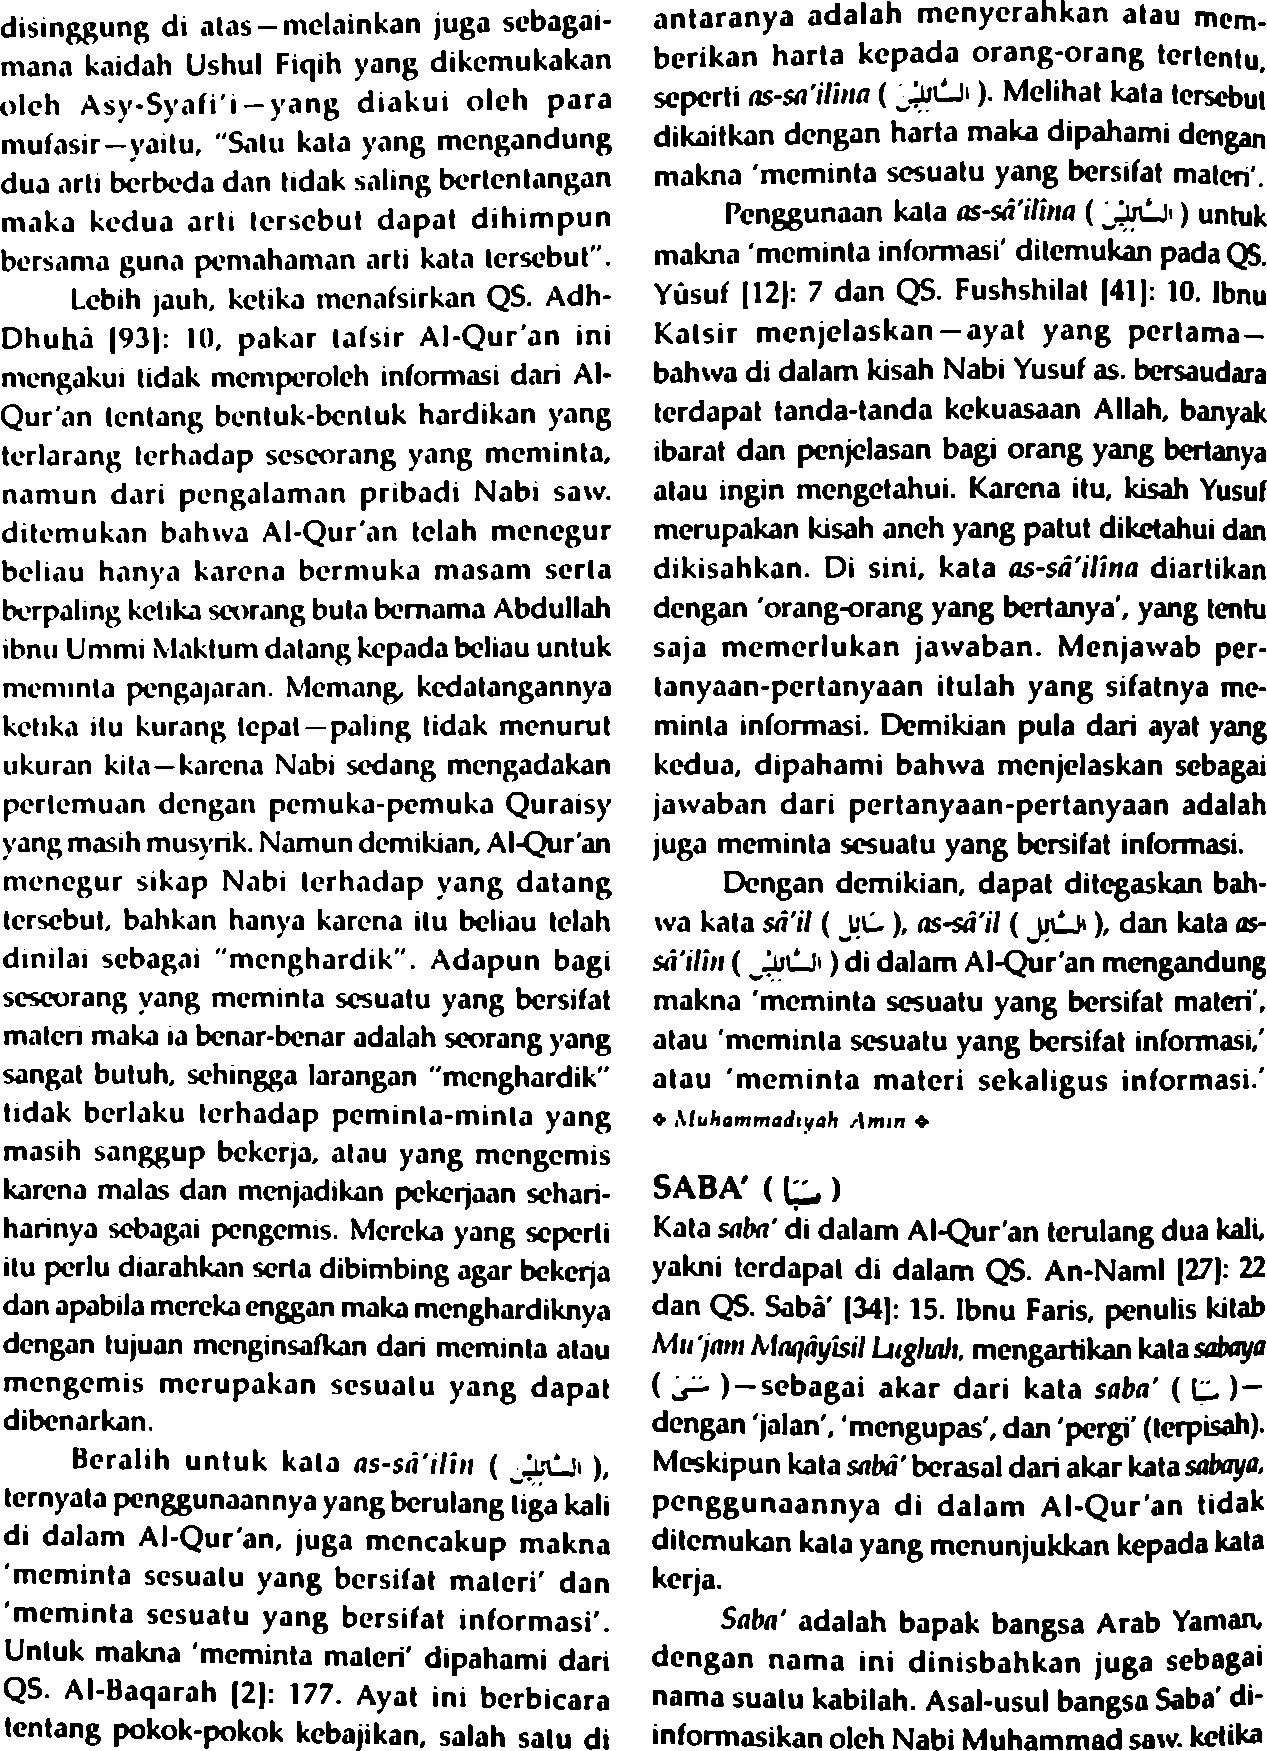 disinggung di atas—melainkan juga sebagai-
mana kaidah Ushul Fiqih yang dikemukakan
oleh Asy-Syafi'i—yang diakui oleh para
mufasir—yaitu, "Satu kata yang mengandung
dua arti berbeda dan tidak saling bertentangan
maka kedua arti tersebut dapat dihimpun
bersama guna pemahaman arti kata tersebut".
Lebih jauh, ketika menafsirkan QS. Adh-
Dhuhâ [93]: 10, pakar tafsir Al-Qur'an ini
mengakui tidak memperoleh informasi dari Al-
Qur'an tentang bentuk-bentuk hardikan yang
terlarang terhadap seseorang yang meminta,
namun dari pengalaman pribadi Nabi saw.
ditemukan bahwa Al-Qur'an telah menegur
beliau hanya karena bermuka masam serta
berpaling ketika seorang buta bernama Abdullah
ibnu Ummi Maktum datang kepada beliau untuk
meminta pengajaran. Memang, kedatangannya
ketika itu kurang tepat—paling tidak menurut
ukuran kita—karena Nabi sedang mengadakan
pertemuan dengan pemuka-pemuka Quraisy
yang masih musyrik. Namun demikian, Al-Qur'an
menegur sikap Nabi terhadap yang datang
tersebut, bahkan hanya karena itu beliau telah
dinilai sebagai "menghardik". Adapun bagi
seseorang yang meminta sesuatu yang bersifat
materi maka ia benar-benar adalah seorang yang
sangat butuh, sehingga larangan "menghardik"
tidak berlaku terhadap peminta-minta yang
masih sanggup bekerja, atau yang mengemis
karena malas dan menjadikan pekerjaan sehari-
harinya sebagai pengemis. Mereka yang seperti
itu perlu diarahkan serta dibimbing agar bekerja
dan apabila mereka enggan maka menghardiknya
dengan tujuan menginsafkan dari meminta atau
mengemis merupakan sesuatu yang dapat
dibenarkan.
Beralih untuk kata as-sâ'ilîn (السَّائِلِيْنَ),
ternyata penggunaannya yang berulang tiga kali
di dalam Al-Qur'an, juga mencakup makna
'meminta sesuatu yang bersifat materi' dan
'meminta sesuatu yang bersifat informasi'.
Untuk makna 'meminta materi' dipahami dari
QS. Al-Baqarah [2]: 177. Ayat ini berbicara
tentang pokok-pokok kebajikan, salah satu di
antaranya adalah menyerahkan atau mem-
berikan harta kepada orang-orang tertentu,
seperti as-sa'ilina (السَّائِلِيْنَ). Melihat kata tersebut
dikaitkan dengan harta maka dipahami dengan
makna 'meminta sesuatu yang bersifat materi'.
Penggunaan kata as-sâ'ilîna (السَّائِلِيْنَ) untuk
makna 'meminta informasi' ditemukan pada QS.
Yûsuf [12]: 7 dan QS. Fushshilat [41]: 10. Ibnu
Katsir menjelaskan—ayat yang pertama—
bahwa di dalam kisah Nabi Yusuf as. bersaudara
terdapat tanda-tanda kekuasaan Allah, banyak
ibarat dan penjelasan bagi orang yang bertanya
atau ingin mengetahui. Karena itu, kisah Yusuf
merupakan kisah aneh yang patut diketahui dan
dikisahkan. Di sini, kata as-sâ'ilîna diartikan
dengan 'orang-orang yang bertanya', yang tentu
saja memerlukan jawaban. Menjawab per-
tanyaan-pertanyaan itulah yang sifatnya me-
minta informasi. Demikian pula dari ayat yang
kedua, dipahami bahwa menjelaskan sebagai
jawaban dari pertanyaan-pertanyaan adalah
juga meminta sesuatu yang bersifat informasi.
Dengan demikian, dapat ditegaskan bah-
wa kata sâ'il (سَائِل), as-sâ'il (السَّائِل), dan kata as-
sâ'ilîn (السَّائِلِيْنَ) di dalam Al-Qur'an mengandung
makna 'meminta sesuatu yang bersifat materi',
atau 'meminta sesuatu yang bersifat informasi,'
atau 'meminta materi sekaligus informasi.'
❖ Muhammadiyah Amin ❖
SABA' (سَبَإٍ)
Kata saba' di dalam Al-Qur'an terulang dua kali,
yakni terdapat di dalam QS. An-Naml [27]: 22
dan QS. Sabâ' [34]: 15. Ibnu Faris, penulis kitab
Mu'jam Maqâyîsil Lughah, mengartikan kata sabaya
(سَبَىَ)—sebagai akar dari kata saba' (سَبَأ)—
dengan 'jalan', 'mengupas', dan 'pergi' (terpisah).
Meskipun kata sabâ' berasal dari akar kata sabaya,
penggunaannya di dalam Al-Qur'an tidak
ditemukan kata yang menunjukkan kepada kata
kerja.
Saba' adalah bapak bangsa Arab Yaman,
dengan nama ini dinisbahkan juga sebagai
nama suatu kabilah. Asal-usul bangsa Saba' di-
informasikan oleh Nabi Muhammad saw. ketika